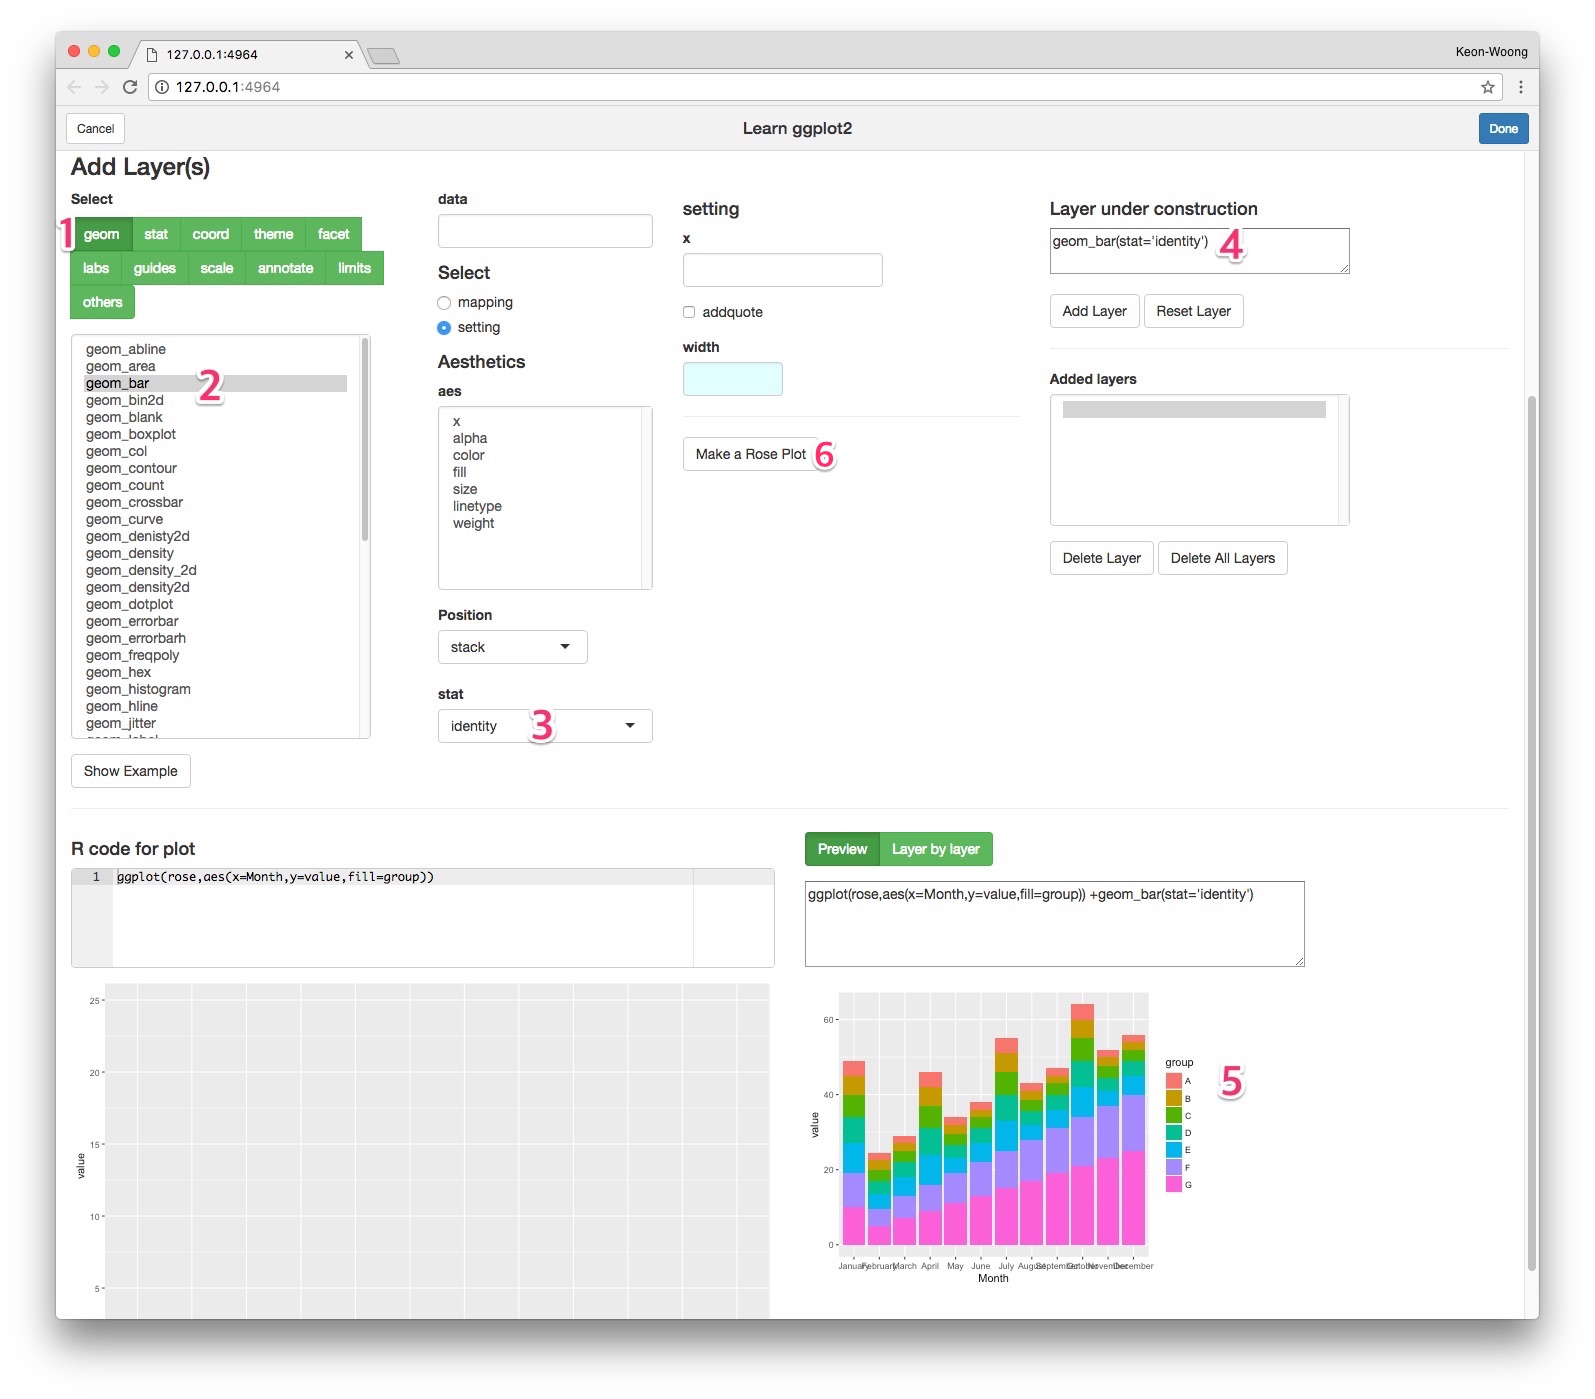 127.0.0.1:4964
Keon-Woong
127.0.0.1:4964
Cancel
Learn ggplot2
Done
Add Layer(s)
Select
1
geom stat coord theme facet
labs guides scale annotate limits
others
geom_abline
geom_area
geom_bar
2
geom_bin2d
geom_blank
geom_boxplot
geom_col
geom_contour
geom_count
geom_crossbar
geom_curve
geom_denisty2d
geom_density
geom_density_2d
geom_density2d
geom_dotplot
geom_errorbar
geom_errorbarh
geom_freqpoly
geom_hex
geom_histogram
geom_hline
geom_jitter
geom_label
Show Example
data
Select
mapping
setting
Aesthetics
aes
x
alpha
color
fill
size
linetype
weight
Position
stack
stat
identity
3
setting
x
addquote
width
Make a Rose Plot
6
Layer under construction
geom_bar(stat='identity')
4
Add Layer Reset Layer
Added layers
Delete Layer Delete All Layers
R code for plot
1 ggplot(rose,aes(x=Month,y=value,fill=group))
25
20
15
10
5
value
Preview Layer by layer
ggplot(rose,aes(x=Month,y=value,fill=group)) +geom_bar(stat='identity')
60
40
20
0
value
January February March April May June July August September October November December
Month
group
A
B
C
D
E
F
G
5